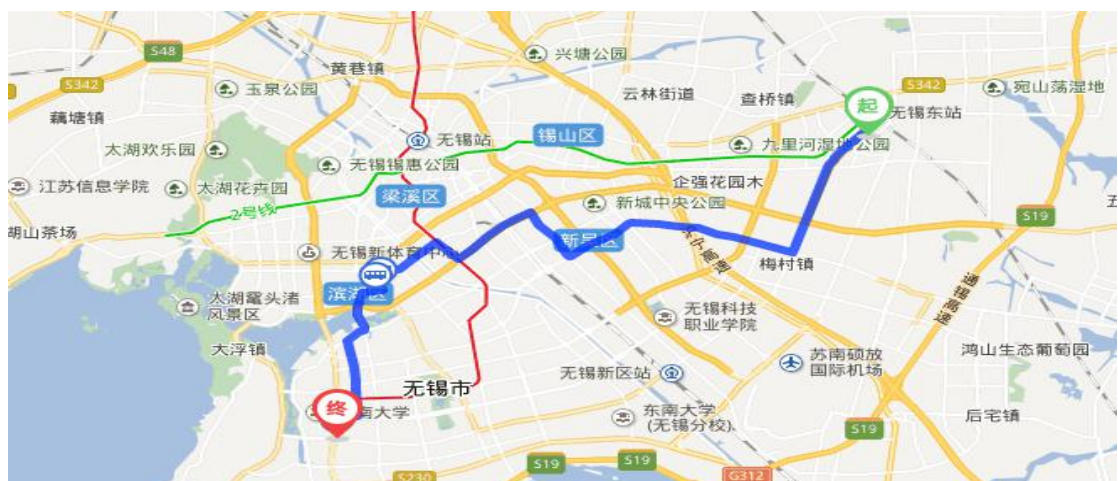 S48
兴塘公园
黄巷镇
S342
玉泉公园
云林街道
查桥镇
S342
宛山荡湿地
藕塘镇
起
无锡东站
无锡站
锡山区
九里河湿地公园
太湖欢乐园
无锡锡惠公园
江苏信息学院
太湖花卉园
梁溪区
企强花园木
新城中央公园
2号线
S19
五
湖山茶场
新吴区
无锡新体育中心
梅村镇
滨湖区
通锡高速
太湖鼋头渚
风景区
无锡科技
职业学院
大浮镇
苏南硕放
国际机场
鸿山生态葡萄园
无锡新区站
无锡市
终
南大学
东南大学
(无锡分校)
后宅镇
S19
S19
S19
S230
G312